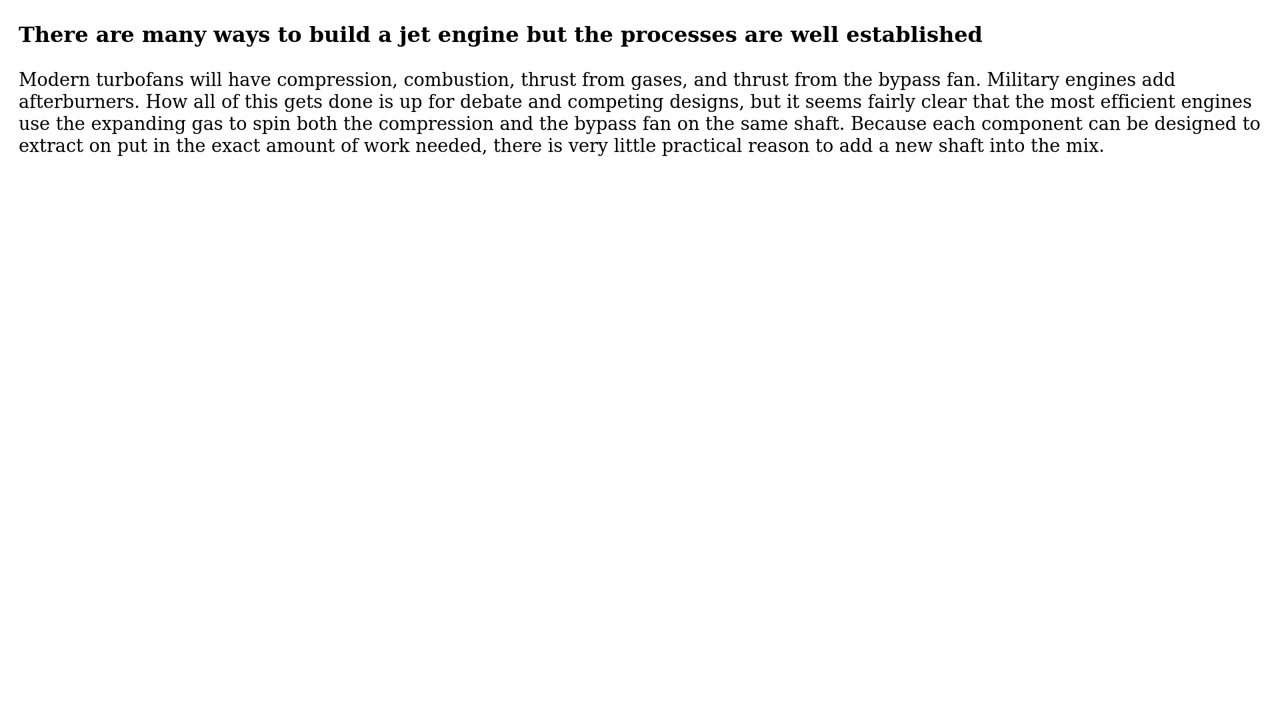 There are many ways to build a jet engine but the processes are well established
Modern turbofans will have compression, combustion, thrust from gases, and thrust from the bypass fan. Military engines add
afterburners. How all of this gets done is up for debate and competing designs, but it seems fairly clear that the most efficient engines
use the expanding gas to spin both the compression and the bypass fan on the same shaft. Because each component can be designed to
extract on put in the exact amount of work needed, there is very little practical reason to add a new shaft into the mix.